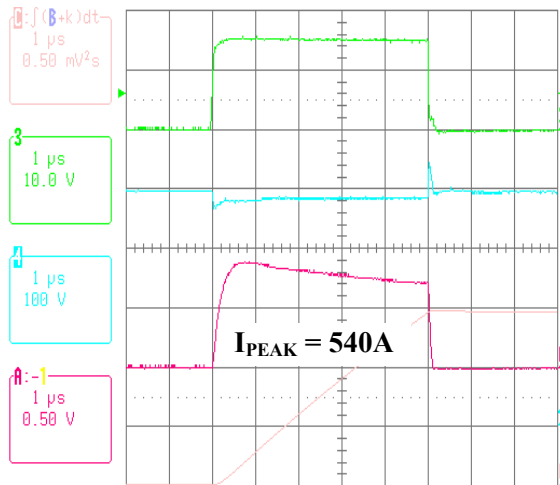 C:∫(B+k)dt
1 µs
0.50 mV²s
3
1 µs
10.0 V
4
1 µs
100 V
A:-1
1 µs
0.50 V
I_PEAK = 540A